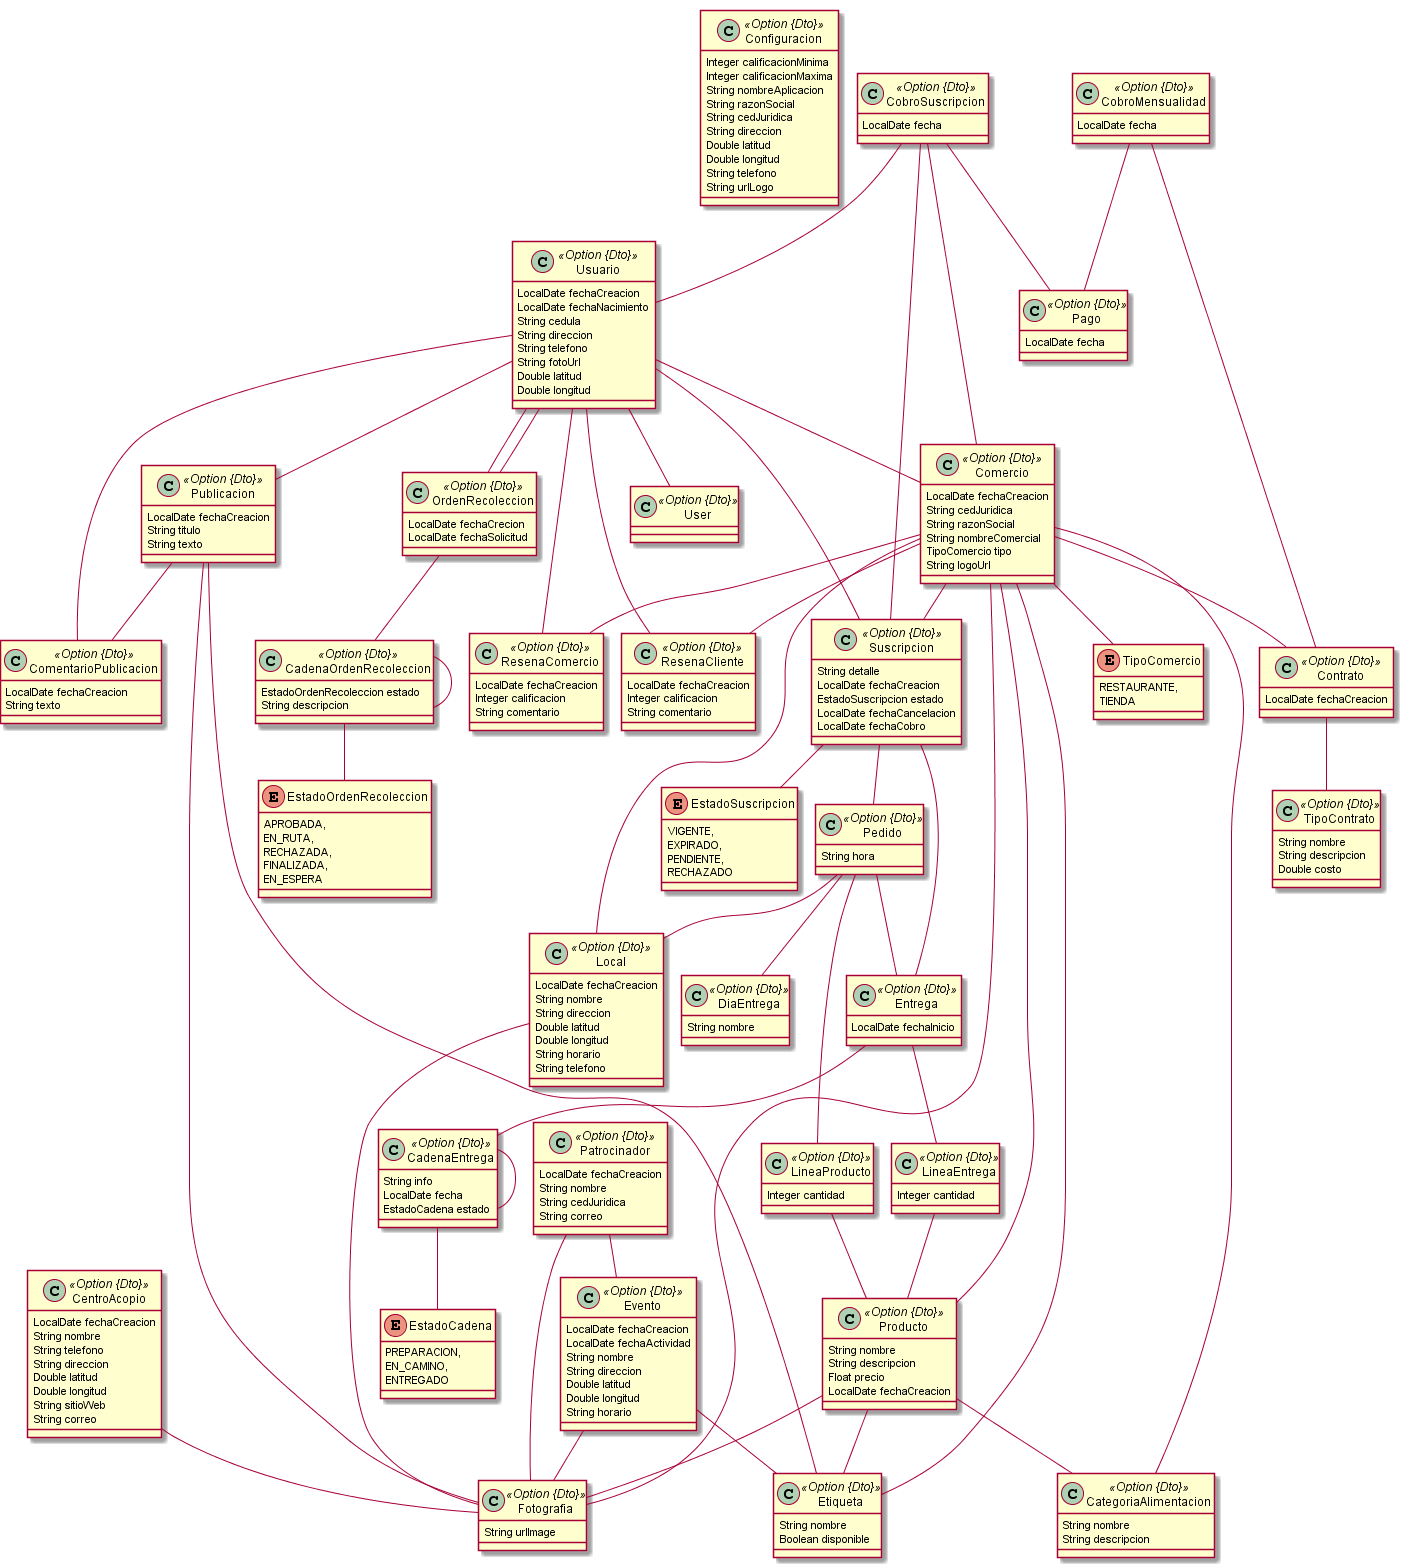 «Option {Dto}»
Configuracion
Integer calificacionMinima
Integer calificacionMaxima
String nombreAplicacion
String razonSocial
String cedJuridica
String direccion
Double latitud
Double longitud
String telefono
String urlLogo
«Option {Dto}»
CobroSuscripcion
LocalDate fecha
«Option {Dto}»
CobroMensualidad
LocalDate fecha
«Option {Dto}»
Usuario
LocalDate fechaCreacion
LocalDate fechaNacimiento
String cedula
String direccion
String telefono
String fotoUrl
Double latitud
Double longitud
«Option {Dto}»
Pago
LocalDate fecha
«Option {Dto}»
Publicacion
LocalDate fechaCreacion
String titulo
String texto
«Option {Dto}»
OrdenRecoleccion
LocalDate fechaCrecion
LocalDate fechaSolicitud
«Option {Dto}»
User
«Option {Dto}»
Comercio
LocalDate fechaCreacion
String cedJuridica
String razonSocial
String nombreComercial
TipoComercio tipo
String logoUrl
«Option {Dto}»
ComentarioPublicacion
LocalDate fechaCreacion
String texto
«Option {Dto}»
CadenaOrdenRecoleccion
EstadoOrdenRecoleccion estado
String descripcion
«Option {Dto}»
ResenaComercio
LocalDate fechaCreacion
Integer calificacion
String comentario
«Option {Dto}»
ResenaCliente
LocalDate fechaCreacion
Integer calificacion
String comentario
«Option {Dto}»
Suscripcion
String detalle
LocalDate fechaCreacion
EstadoSuscripcion estado
LocalDate fechaCancelacion
LocalDate fechaCobro
TipoComercio
RESTAURANTE,
TIENDA
«Option {Dto}»
Contrato
LocalDate fechaCreacion
EstadoOrdenRecoleccion
APROBADA,
EN_RUTA,
RECHAZADA,
FINALIZADA,
EN_ESPERA
EstadoSuscripcion
VIGENTE,
EXPIRADO,
PENDIENTE,
RECHAZADO
«Option {Dto}»
Pedido
String hora
«Option {Dto}»
TipoContrato
String nombre
String descripcion
Double costo
«Option {Dto}»
Local
LocalDate fechaCreacion
String nombre
String direccion
Double latitud
Double longitud
String horario
String telefono
«Option {Dto}»
DiaEntrega
String nombre
«Option {Dto}»
Entrega
LocalDate fechaInicio
«Option {Dto}»
CadenaEntrega
String info
LocalDate fecha
EstadoCadena estado
«Option {Dto}»
Patrocinador
LocalDate fechaCreacion
String nombre
String cedJuridica
String correo
«Option {Dto}»
LineaProducto
Integer cantidad
«Option {Dto}»
LineaEntrega
Integer cantidad
«Option {Dto}»
CentroAcopio
LocalDate fechaCreacion
String nombre
String telefono
String direccion
Double latitud
Double longitud
String sitioWeb
String correo
EstadoCadena
PREPARACION,
EN_CAMINO,
ENTREGADO
«Option {Dto}»
Evento
LocalDate fechaCreacion
LocalDate fechaActividad
String nombre
String direccion
Double latitud
Double longitud
String horario
«Option {Dto}»
Producto
String nombre
String descripcion
Float precio
LocalDate fechaCreacion
«Option {Dto}»
Fotografia
String urlImage
«Option {Dto}»
Etiqueta
String nombre
Boolean disponible
«Option {Dto}»
CategoriaAlimentacion
String nombre
String descripcion